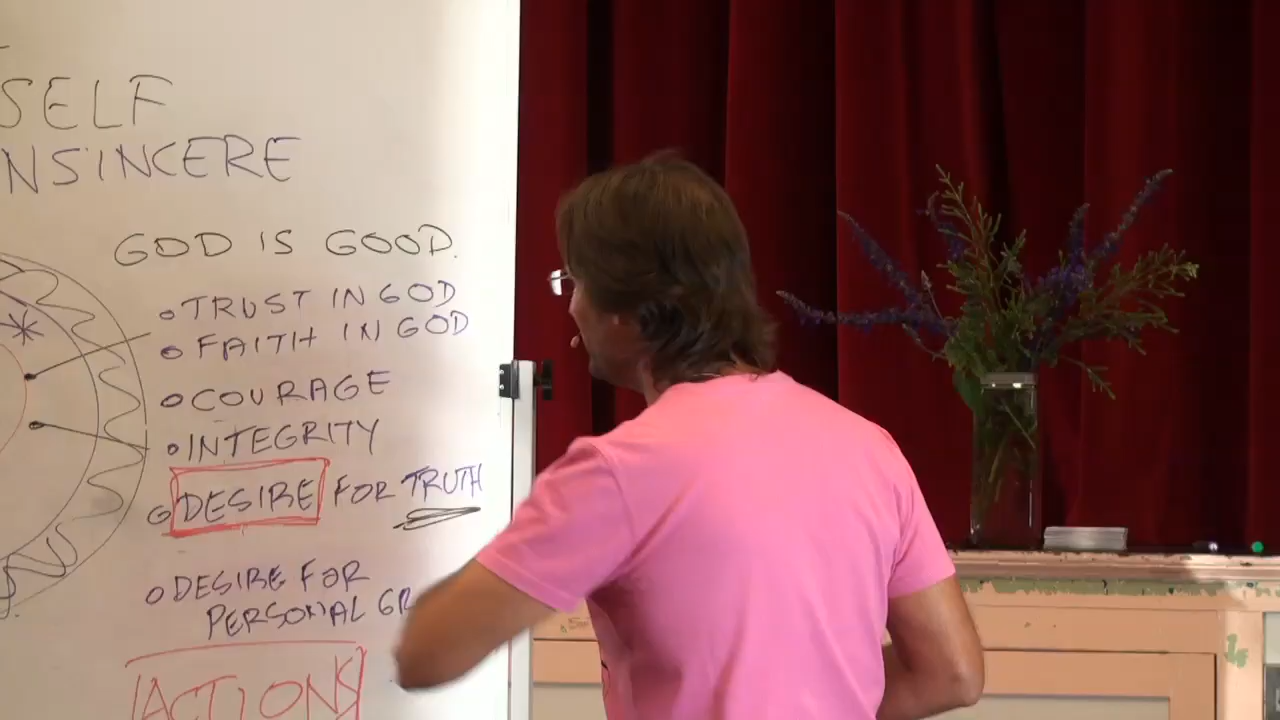 SELF
NSINCERE
GOD IS GOOD.
TRUST IN GOD
FAITH IN GOD
COURAGE
INTEGRITY
DESIRE FOR TRUTH
DESIRE FOR
PERSONAL GR
ACTIONS